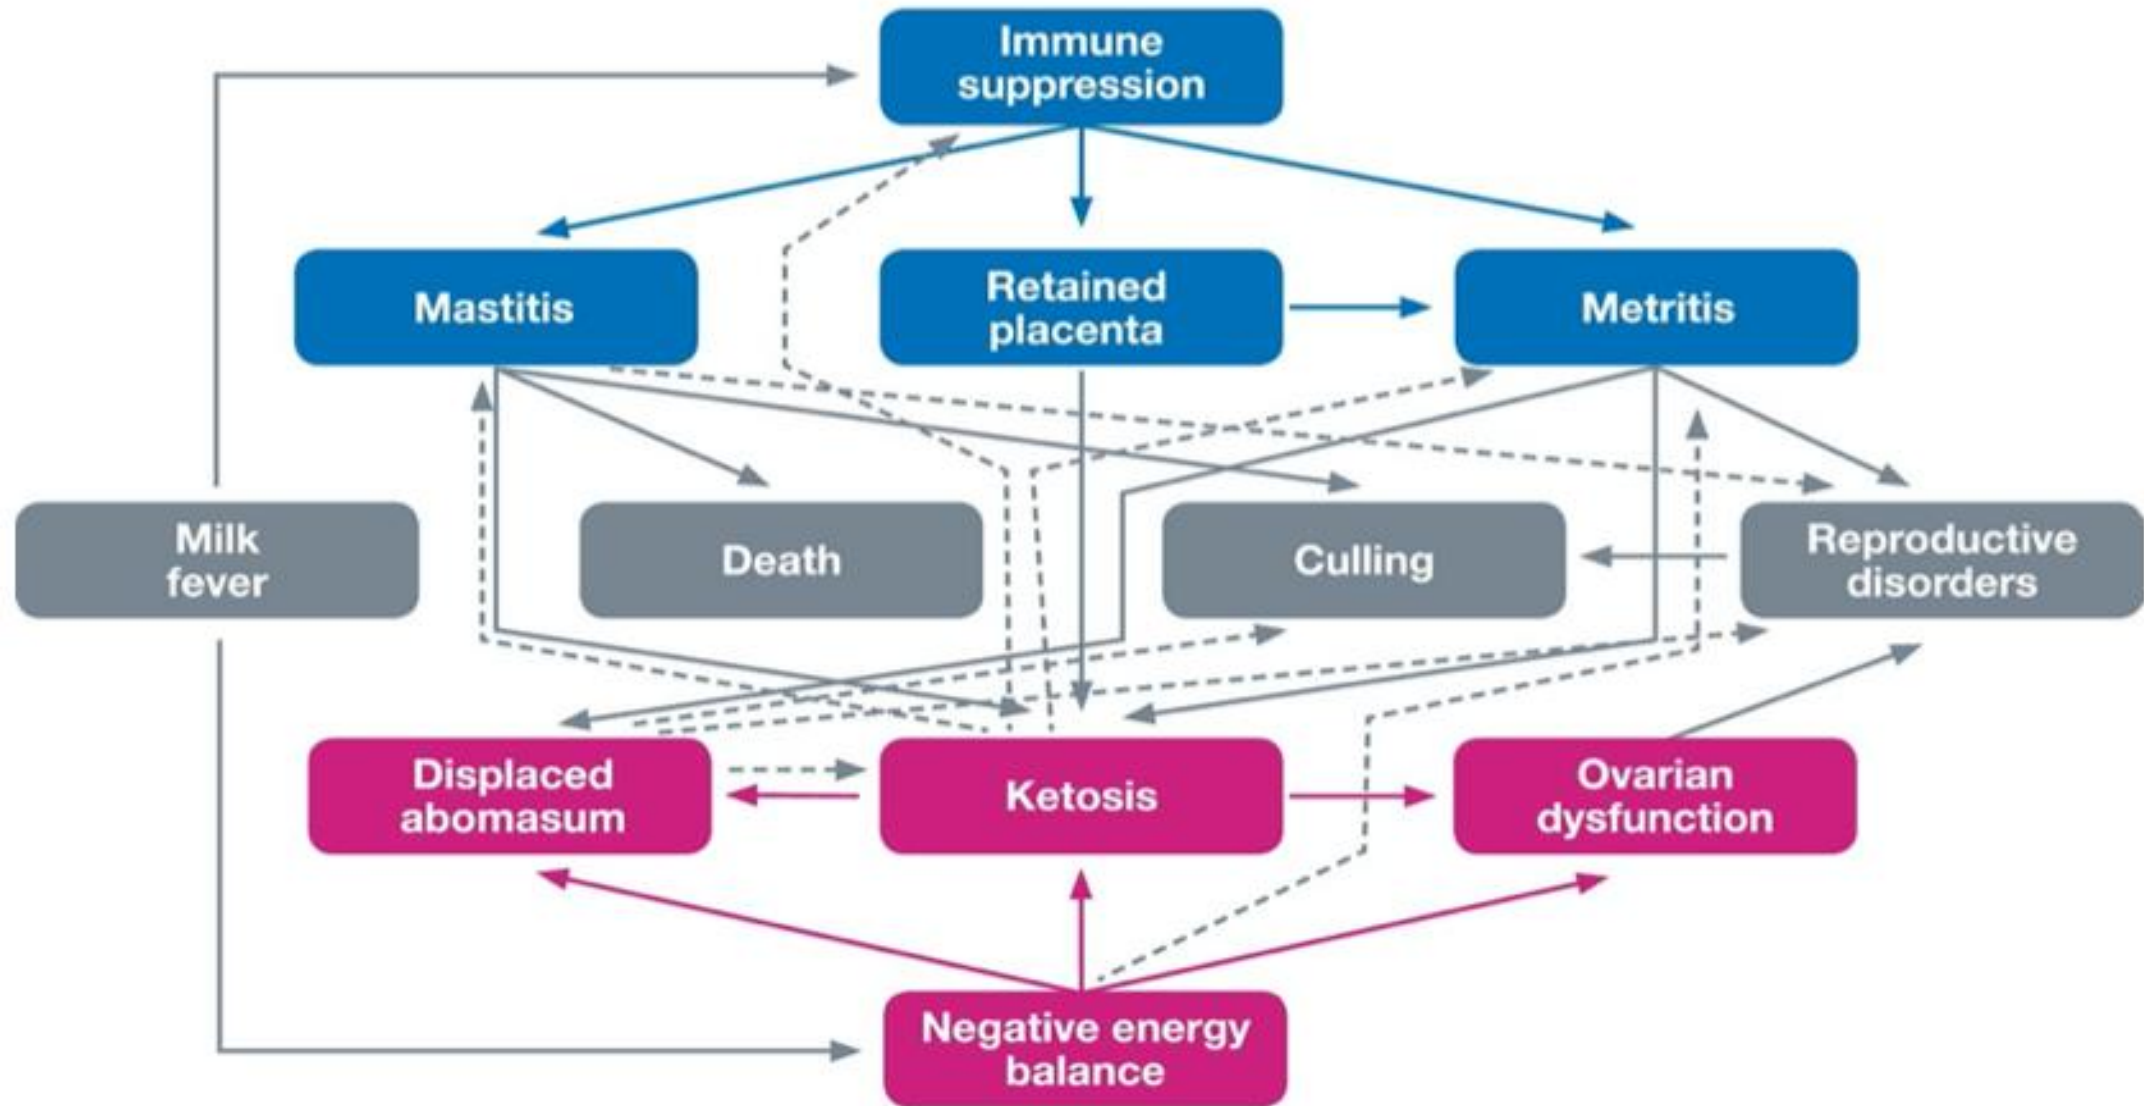 Immune
suppression
Mastitis
Retained
placenta
Metritis
Milk
fever
Death
Culling
Reproductive
disorders
Displaced
abomasum
Ketosis
Ovarian
dysfunction
Negative energy
balance